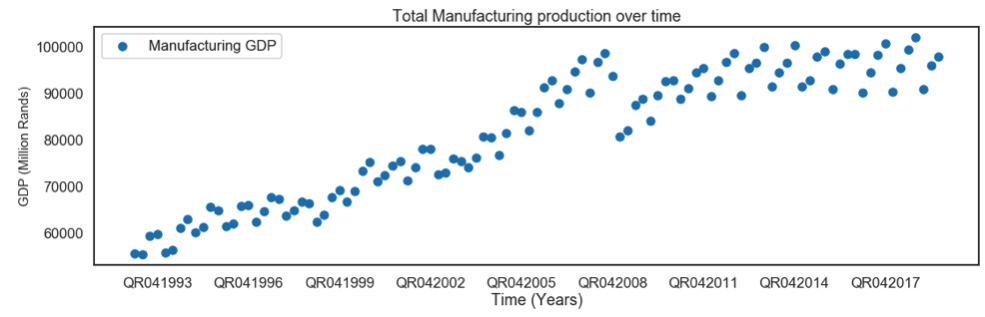 Total Manufacturing production over time
Manufacturing GDP
GDP (Million Rands)
100000
90000
80000
70000
60000
QR041993 QR041996 QR041999 QR042002 QR042005 QR042008 QR042011 QR042014 QR042017
Time (Years)